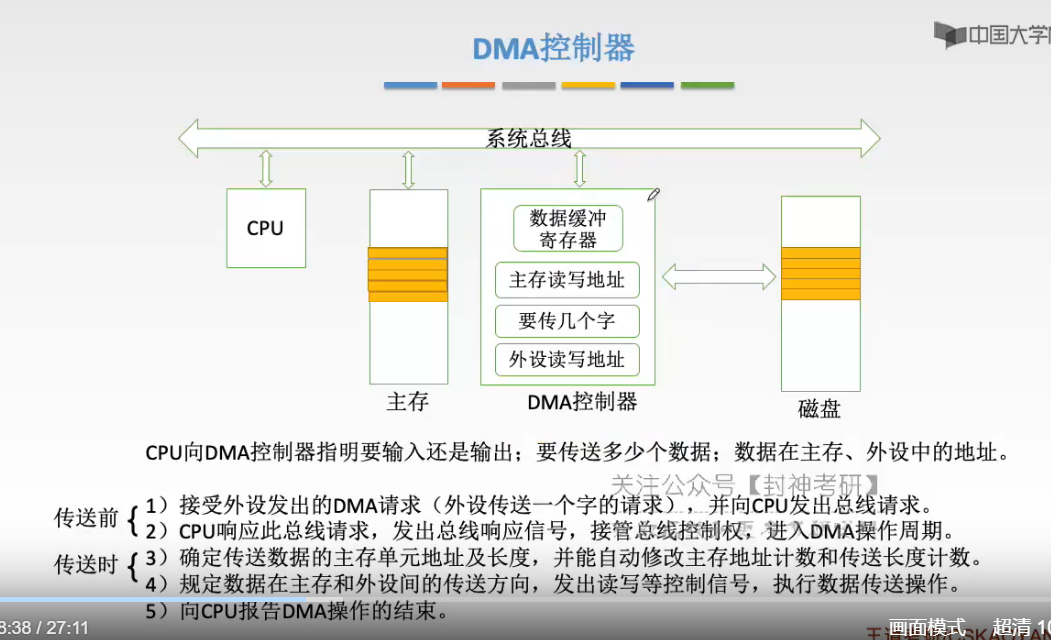 DMA控制器
中国大学
系统总线
CPU
数据缓冲
寄存器
主存读写地址
要传几个字
外设读写地址
主存
DMA控制器
磁盘
CPU向DMA控制器指明要输入还是输出；要传送多少个数据；数据在主存、外设中的地址。
关注公众号【封神考研】
传送前
1）接受外设发出的DMA请求（外设传送一个字的请求），并向CPU发出总线请求。
2）CPU响应此总线请求，发出总线响应信号，接管总线控制权，进入DMA操作周期。
传送时
3）确定传送数据的主存单元地址及长度，并能自动修改主存地址计数和传送长度计数。
4）规定数据在主存和外设间的传送方向，发出读写等控制信号，执行数据传送操作。
5）向CPU报告DMA操作的结束。
8:38 / 27:11
画面模式
超清 10